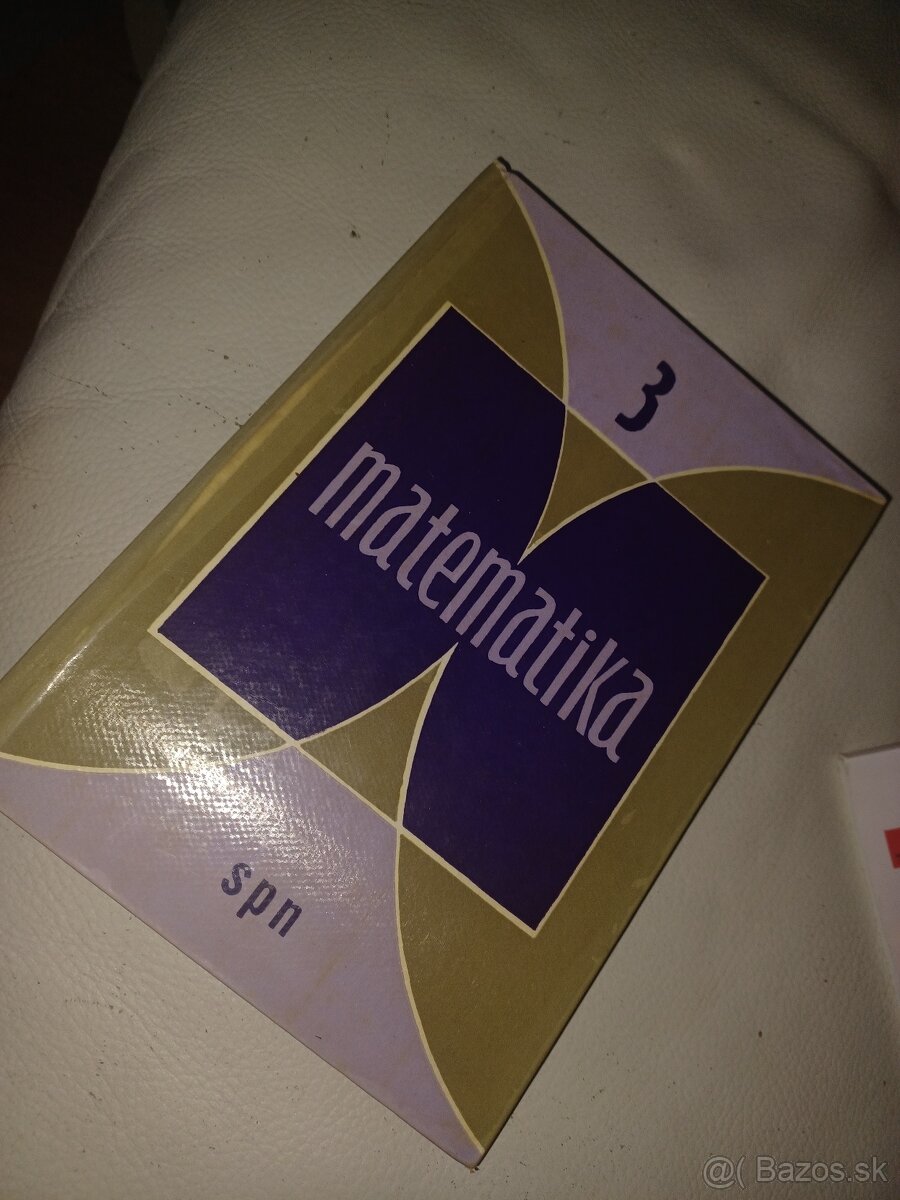 3
matematika
spn
@( Bazos.sk